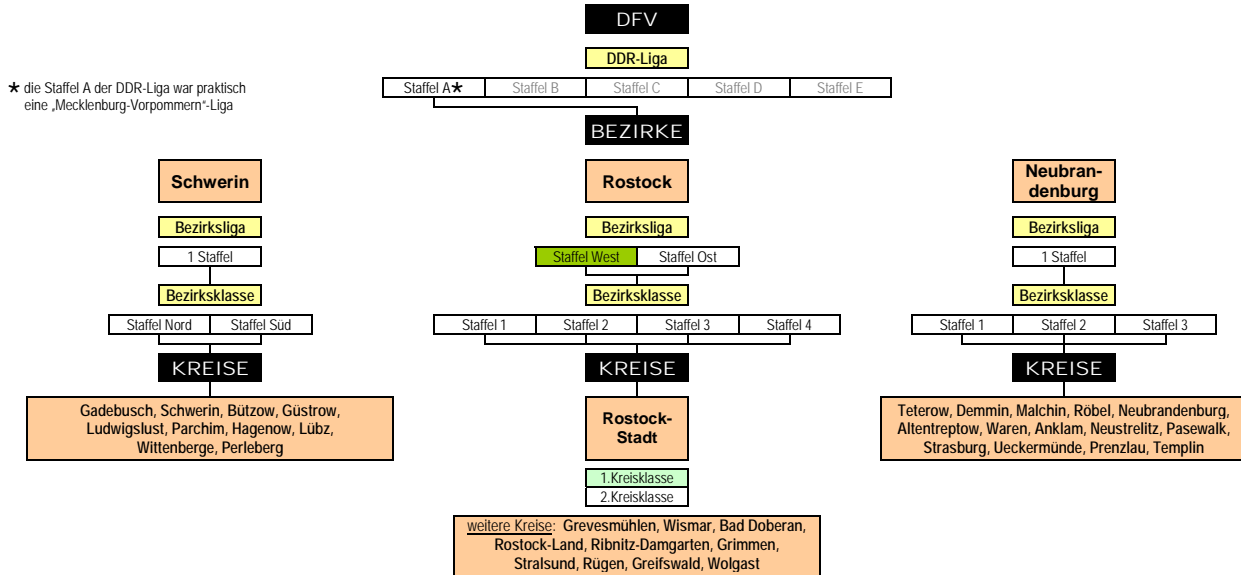 DFV
DDR-Liga
* die Staffel A der DDR-Liga war praktisch
eine „Mecklenburg-Vorpommern“-Liga
Staffel A* Staffel B Staffel C Staffel D Staffel E
BEZIRKE
Schwerin
Rostock
Neubran-
denburg
Bezirksliga Bezirksliga Bezirksliga
1 Staffel Staffel West Staffel Ost 1 Staffel
Bezirksklasse Bezirksklasse Bezirksklasse
Staffel Nord Staffel Süd Staffel 1 Staffel 2 Staffel 3 Staffel 4 Staffel 1 Staffel 2 Staffel 3
KREISE KREISE KREISE
Gadebusch, Schwerin, Bützow, Güstrow,
Ludwigslust, Parchim, Hagenow, Lübz,
Wittenberge, Perleberg
Rostock-
Stadt
Teterow, Demmin, Malchin, Röbel, Neubrandenburg,
Altentreptow, Waren, Anklam, Neustrelitz, Pasewalk,
Strasburg, Ueckermünde, Prenzlau, Templin
1.Kreisklasse
2.Kreisklasse
weitere Kreise: Grevesmühlen, Wismar, Bad Doberan,
Rostock-Land, Ribnitz-Damgarten, Grimmen,
Stralsund, Rügen, Greifswald, Wolgast